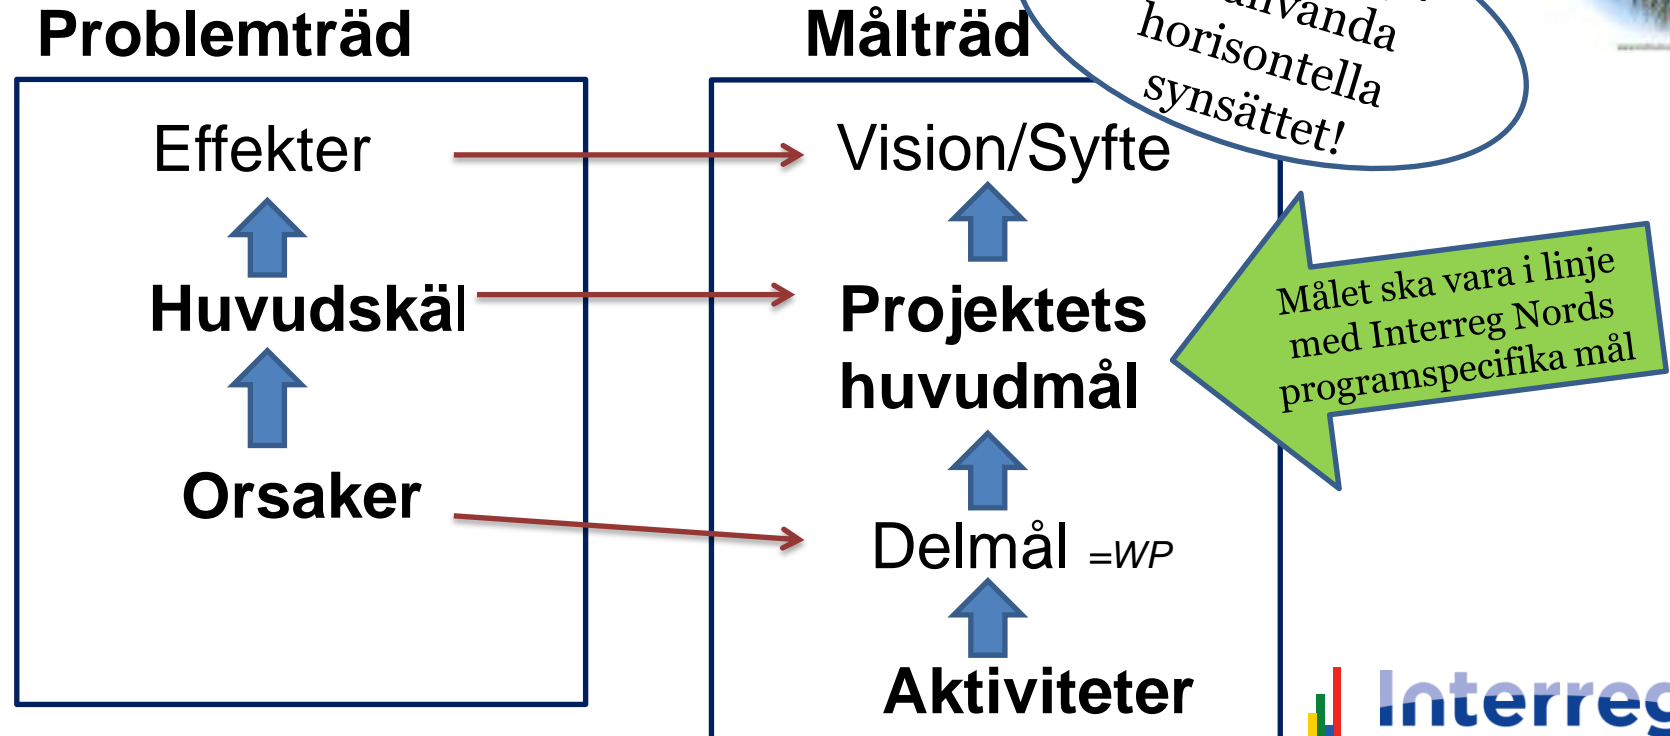 Problemträd
Målträd
använda
horisontella
synsättet!
Effekter
Vision/Syfte
Huvudskäl
Projektets
huvudmål
Målet ska vara i linje
med Interreg Nords
programspecifika mål
Orsaker
Delmål =WP
Aktiviteter
Interreg